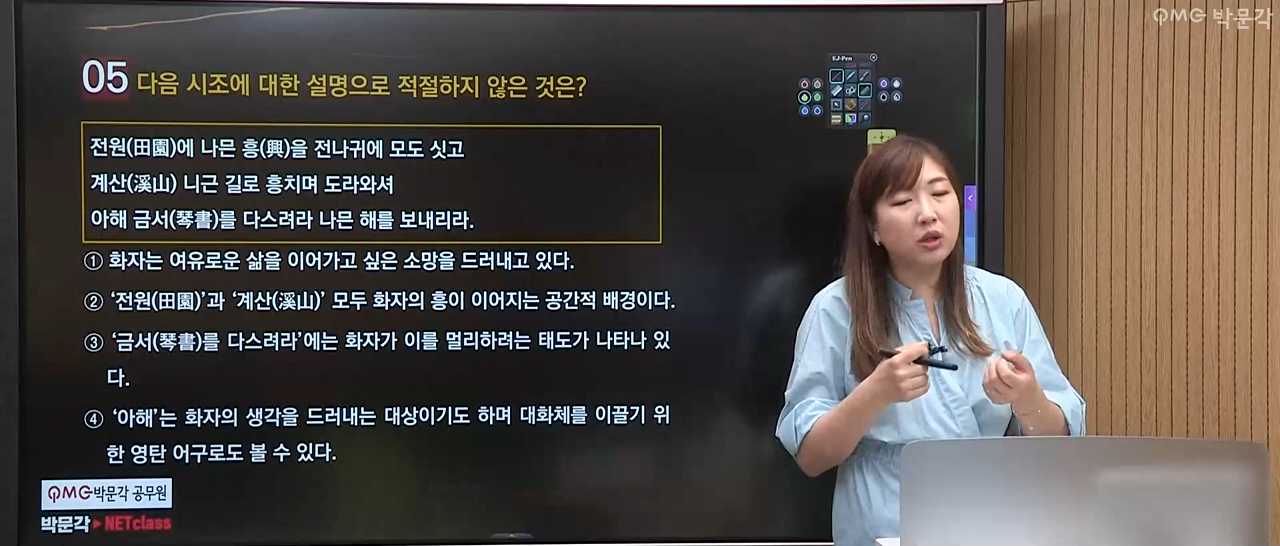 QMG 박문각
EJ-Pen
05 다음 시조에 대한 설명으로 적절하지 않은 것은?
전원(田園)에 나믄 흥(興)을 전나귀에 모도 싯고
계산(溪山) 니근 길로 흥치며 도라와셔
아해 금서(琴書)를 다스려라 나믄 해를 보내리라.
① 화자는 여유로운 삶을 이어가고 싶은 소망을 드러내고 있다.
② ‘전원(田園)’과 ‘계산(溪山)’ 모두 화자의 흥이 이어지는 공간적 배경이다.
③ ‘금서(琴書)를 다스려라’에는 화자가 이를 멀리하려는 태도가 나타나 있
다.
④ ‘아해’는 화자의 생각을 드러내는 대상이기도 하며 대화체를 이끌기 위
한 영탄 어구로도 볼 수 있다.
QMG박문각 공무원
박문각 ▶ NETclass